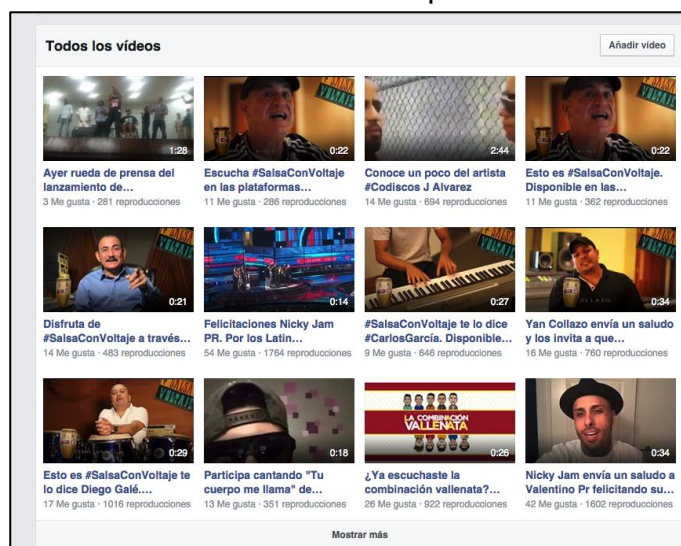 Todos los vídeos
Añadir vídeo
1:28
0:22
2:44
0:22
Ayer rueda de prensa del
lanzamiento de...
3 Me gusta · 281 reproducciones
Escucha #SalsaConVoltaje
en las plataformas...
11 Me gusta · 286 reproducciones
Conoce un poco del artista
#Codiscos J Alvarez
14 Me gusta · 694 reproducciones
Esto es #SalsaConVoltaje.
Disponible en las...
11 Me gusta · 362 reproducciones
0:21
0:14
0:27
COLLAZO
0:34
Disfruta de
#SalsaConVoltaje a través...
14 Me gusta · 483 reproducciones
Felicitaciones Nicky Jam
PR. Por los Latin...
54 Me gusta · 1764 reproducciones
#SalsaConVoltaje te lo dice
#CarlosGarcía. Disponible...
9 Me gusta · 646 reproducciones
Yan Collazo envía un saludo
y los invita a que...
16 Me gusta · 760 reproducciones
0:29
0:18
LA COMBINACIÓN
VALLENATA
0:26
0:34
Esto es #SalsaConVoltaje te
lo dice Diego Galé....
17 Me gusta · 1016 reproducciones
Participa cantando "Tu
cuerpo me llama" de...
13 Me gusta · 351 reproducciones
¿Ya escuchaste la
combinación vallenata?...
26 Me gusta · 922 reproducciones
Nicky Jam envía un saludo a
Valentino Pr felicitando su...
42 Me gusta · 1602 reproducciones
Mostrar más